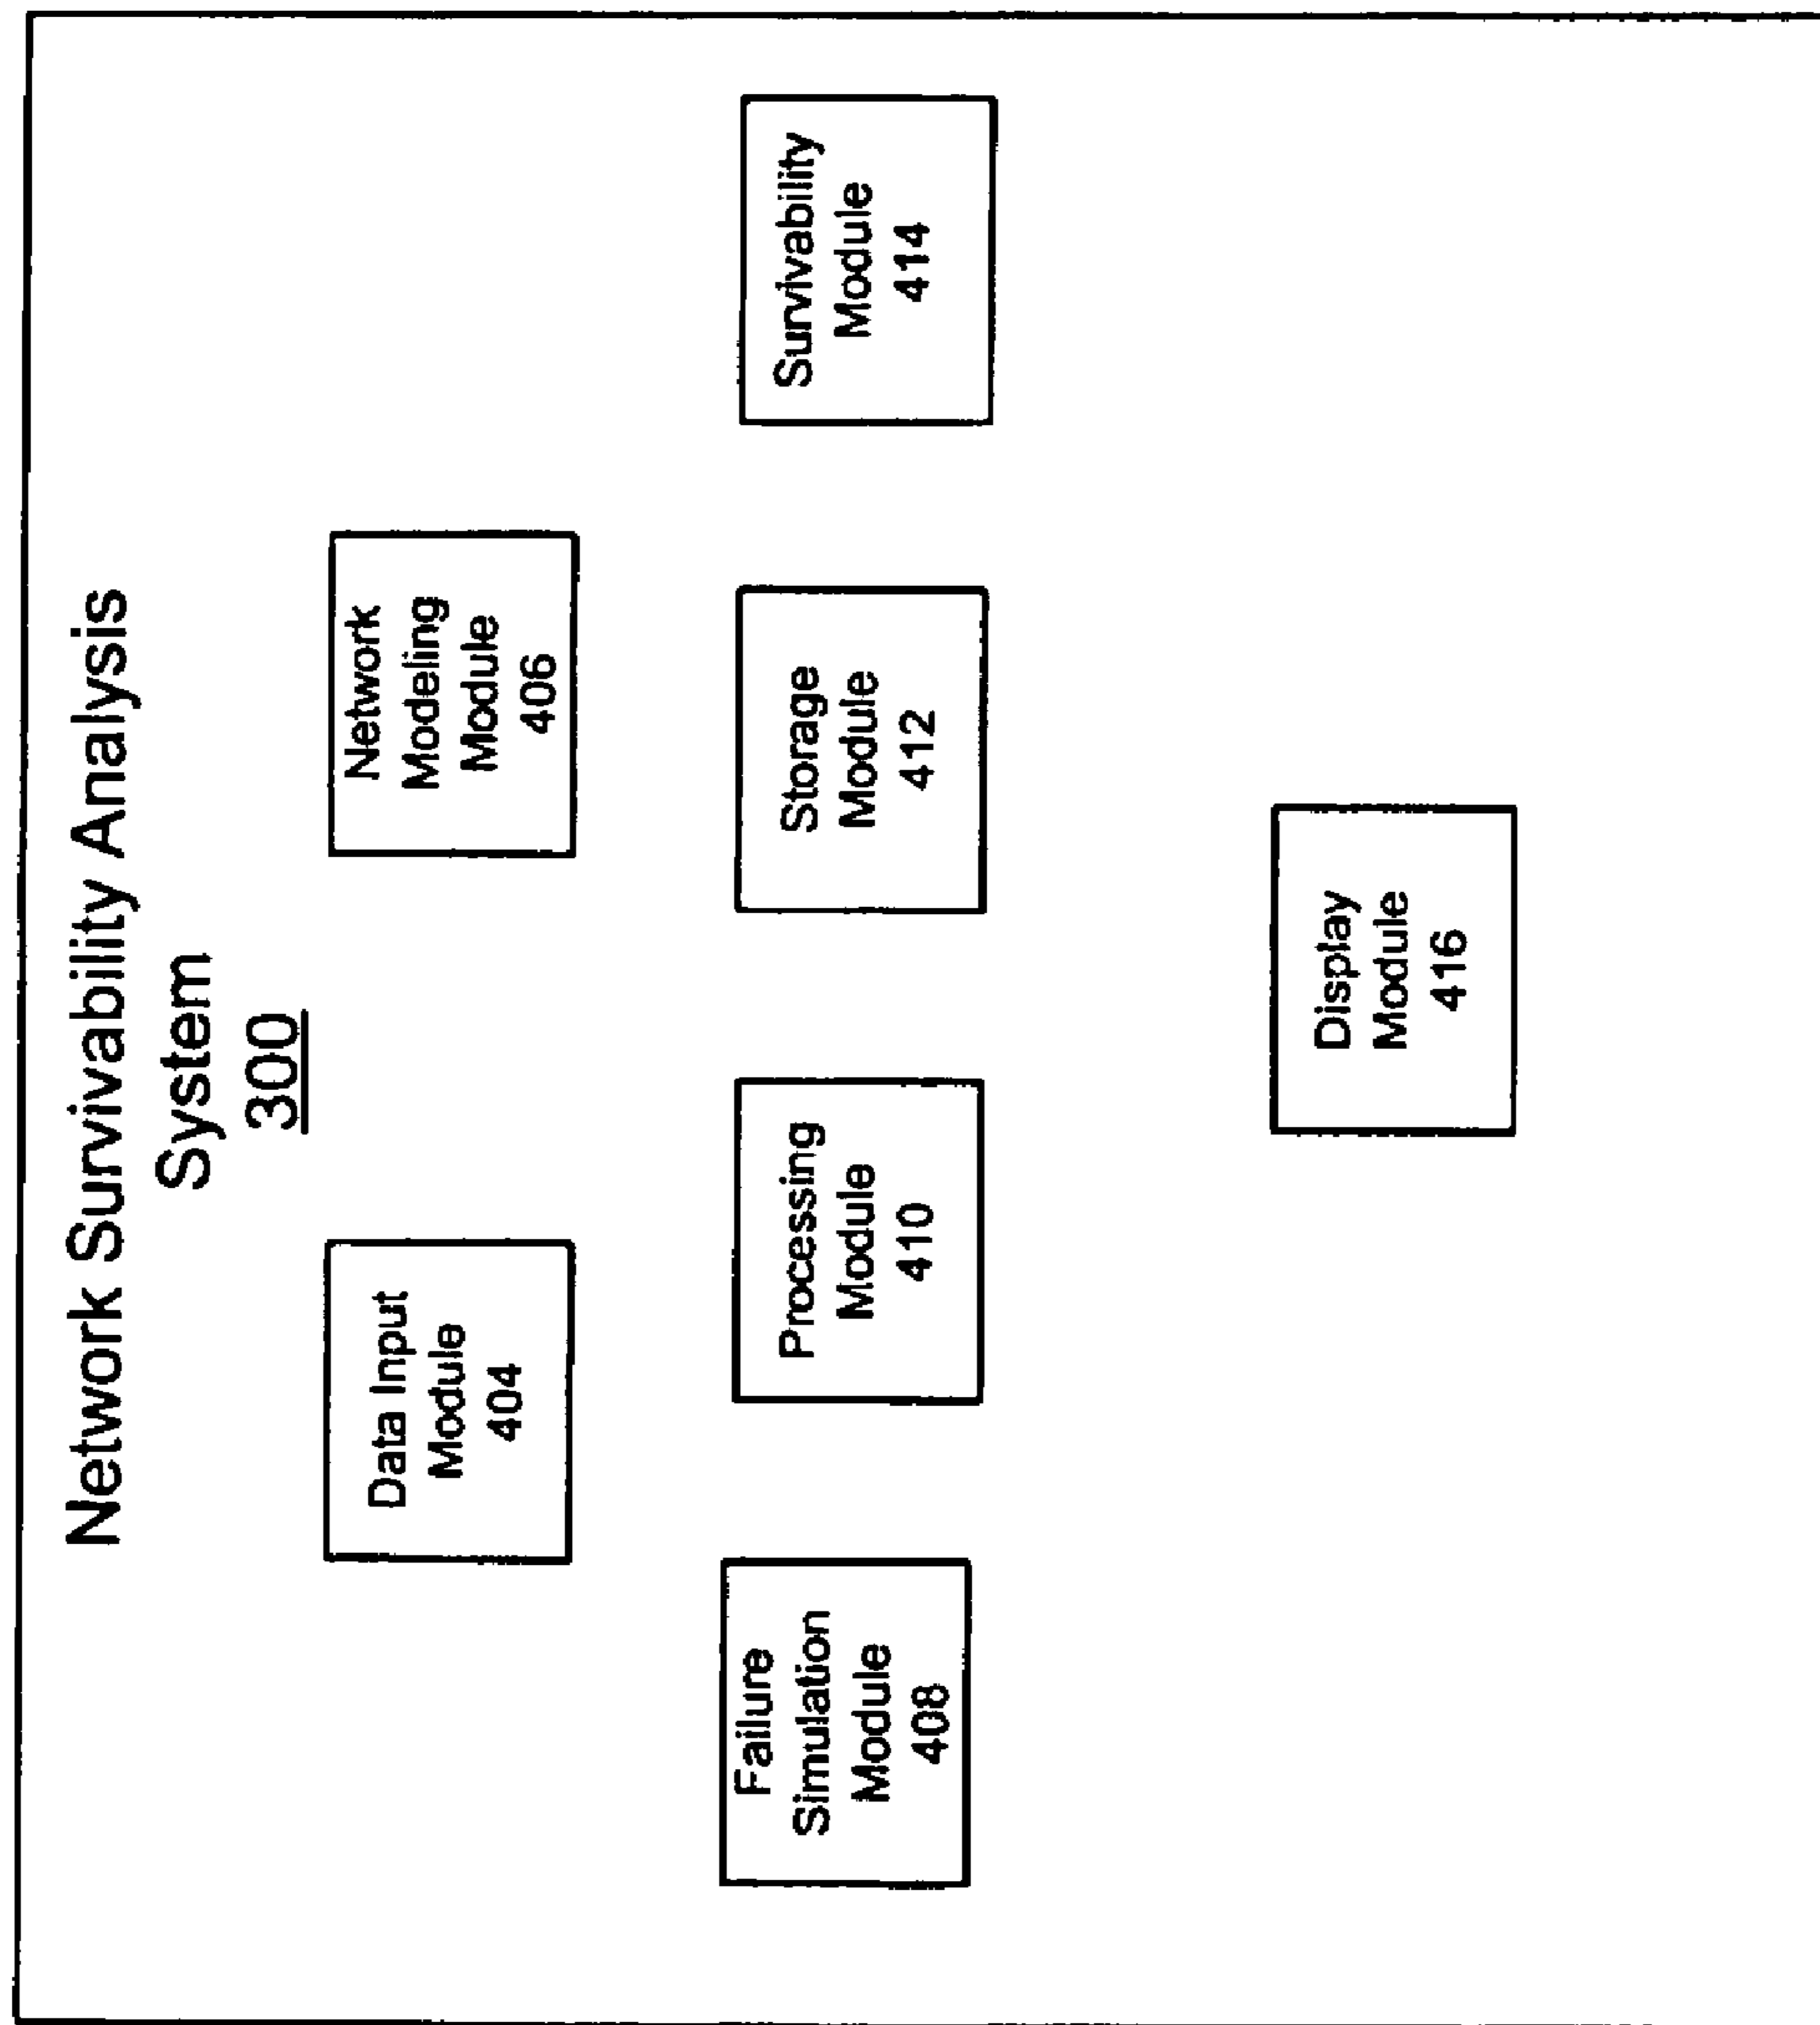 Network Survivability Analysis
System
300
Data Input
Module
404
Network
Modeling
Module
406
Failure
Simulation
Module
408
Processing
Module
410
Storage
Module
412
Survivability
Module
414
Display
Module
416